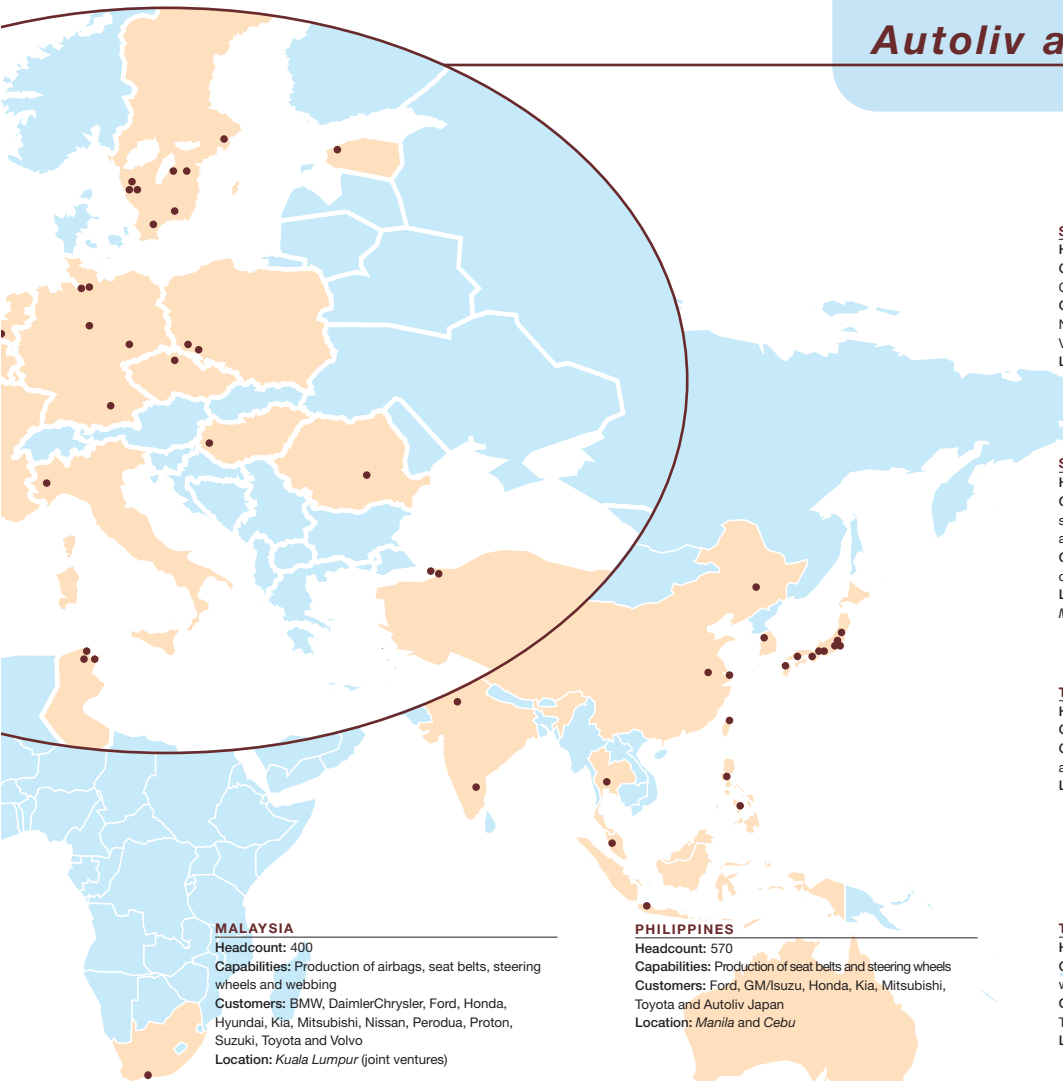 Autoliv a
MALAYSIA
Headcount: 400
Capabilities: Production of airbags, seat belts, steering
wheels and webbing
Customers: BMW, DaimlerChrysler, Ford, Honda,
Hyundai, Kia, Mitsubishi, Nissan, Perodua, Proton,
Suzuki, Toyota and Volvo
Location: Kuala Lumpur (joint ventures)
PHILIPPINES
Headcount: 570
Capabilities: Production of seat belts and steering wheels
Customers: Ford, GM/Isuzu, Honda, Kia, Mitsubishi,
Toyota and Autoliv Japan
Location: Manila and Cebu